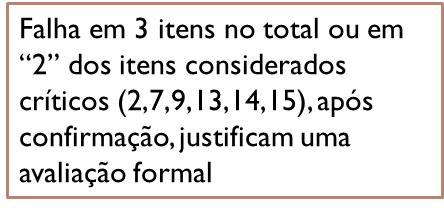 Falha em 3 itens no total ou em
“2” dos itens considerados
críticos (2,7,9,13,14,15), após
confirmação, justificam uma
avaliação formal